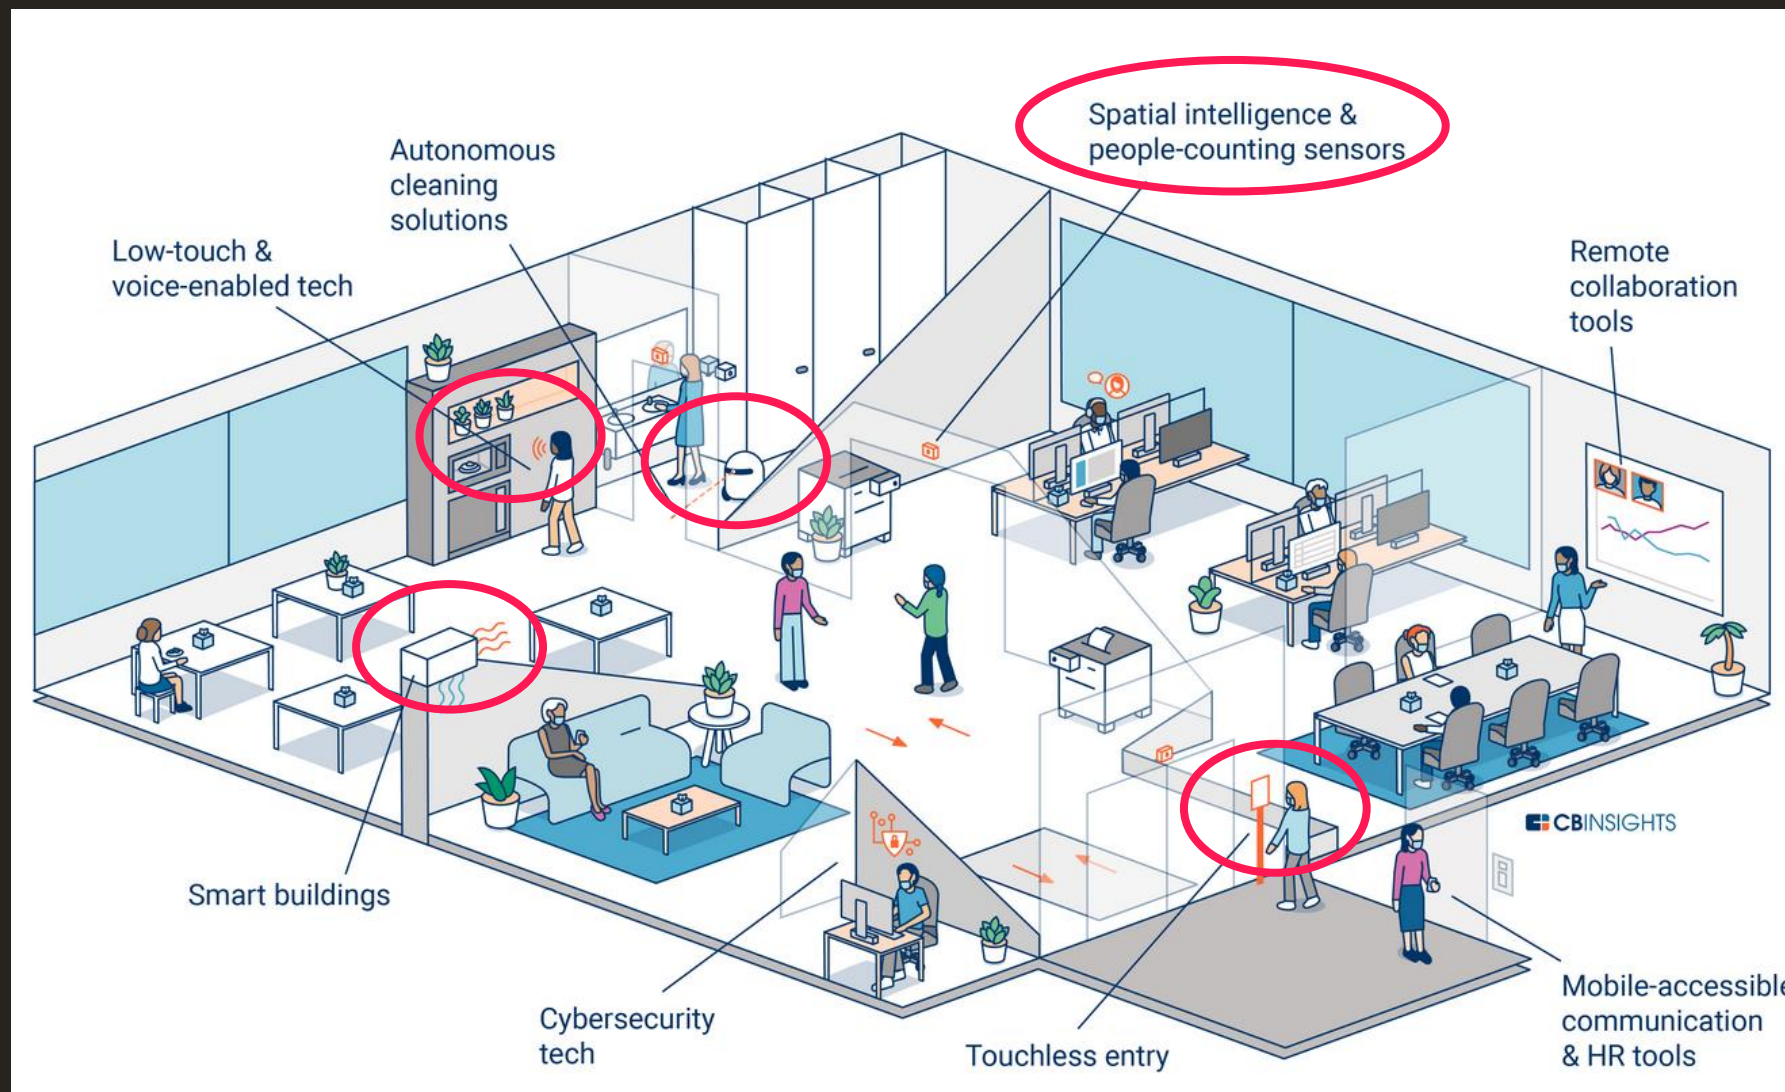 Spatial intelligence &
people-counting sensors
Autonomous
cleaning
solutions
Low-touch &
voice-enabled tech
Remote
collaboration
tools
CBINSIGHTS
Smart buildings
Cybersecurity
tech
Touchless entry
Mobile-accessible
communication
& HR tools